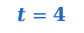 t = 4